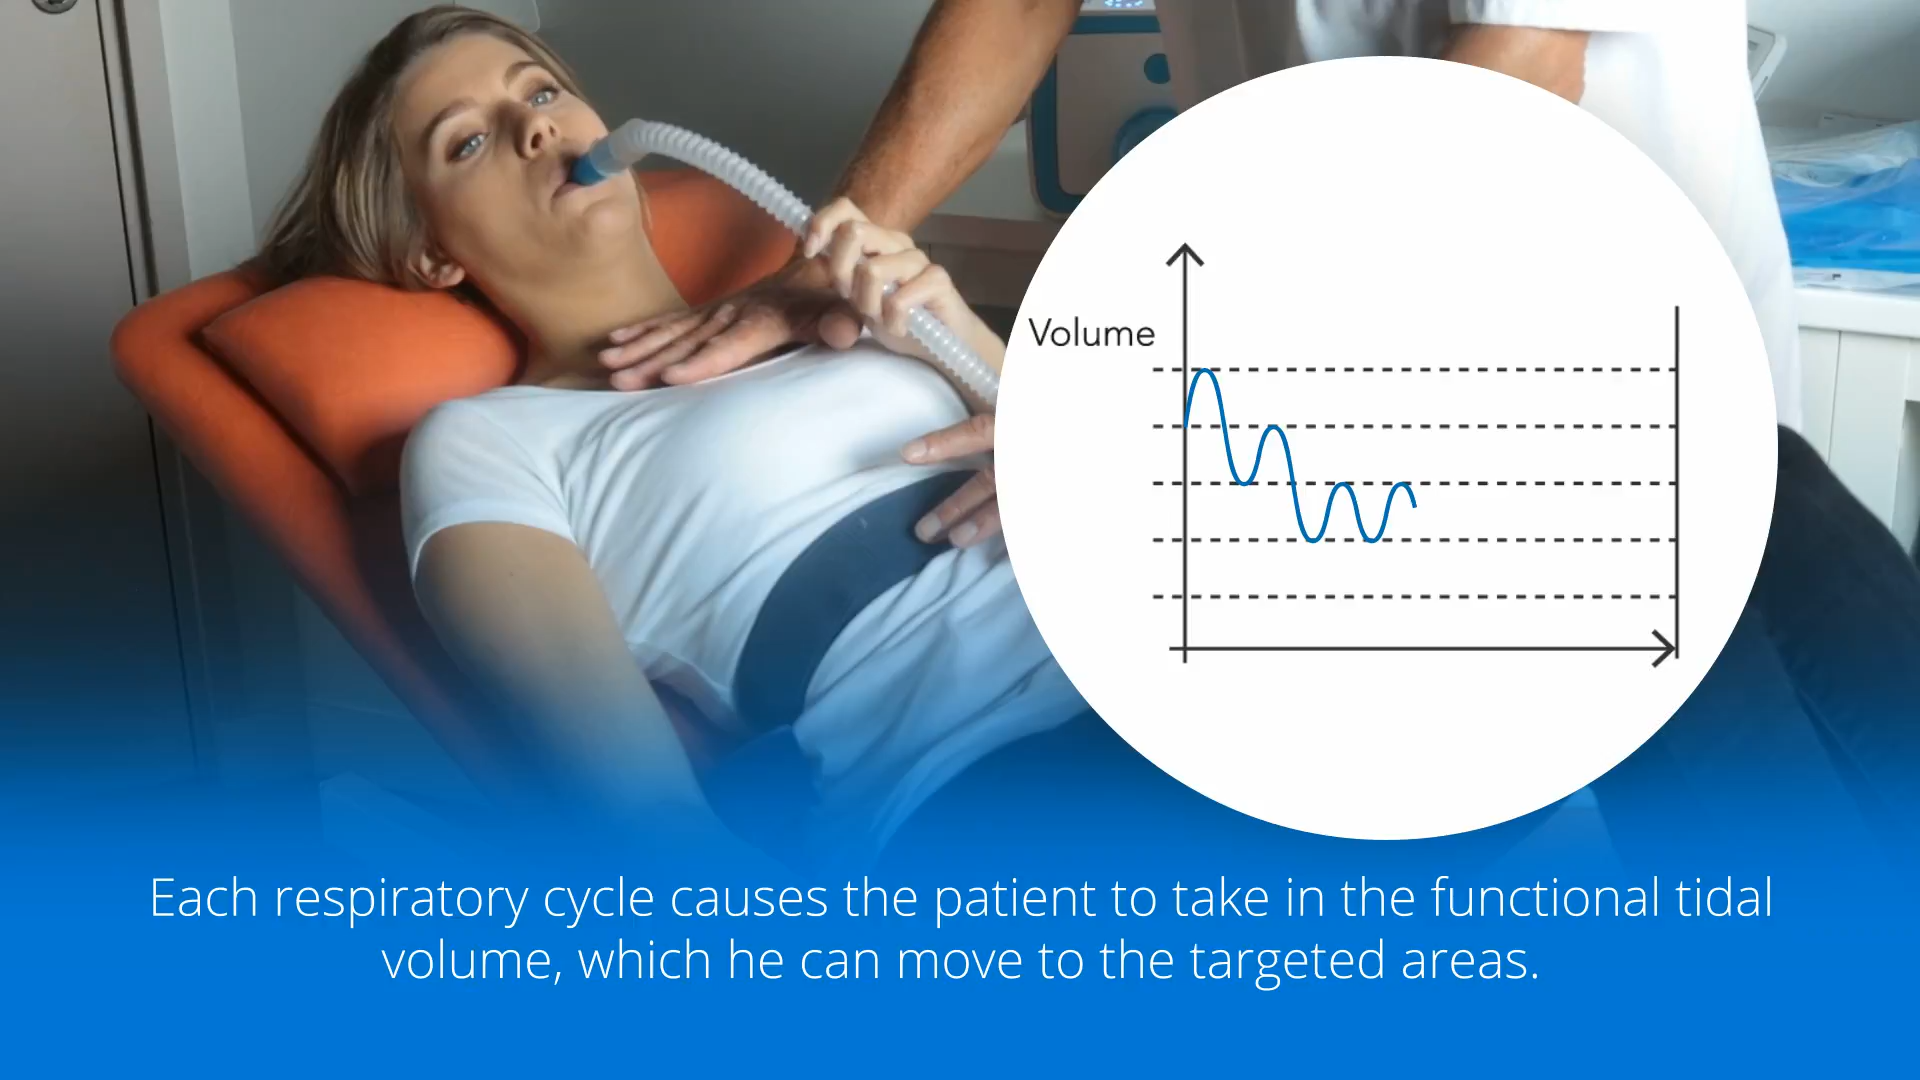 Volume
Each respiratory cycle causes the patient to take in the functional tidal
volume, which he can move to the targeted areas.